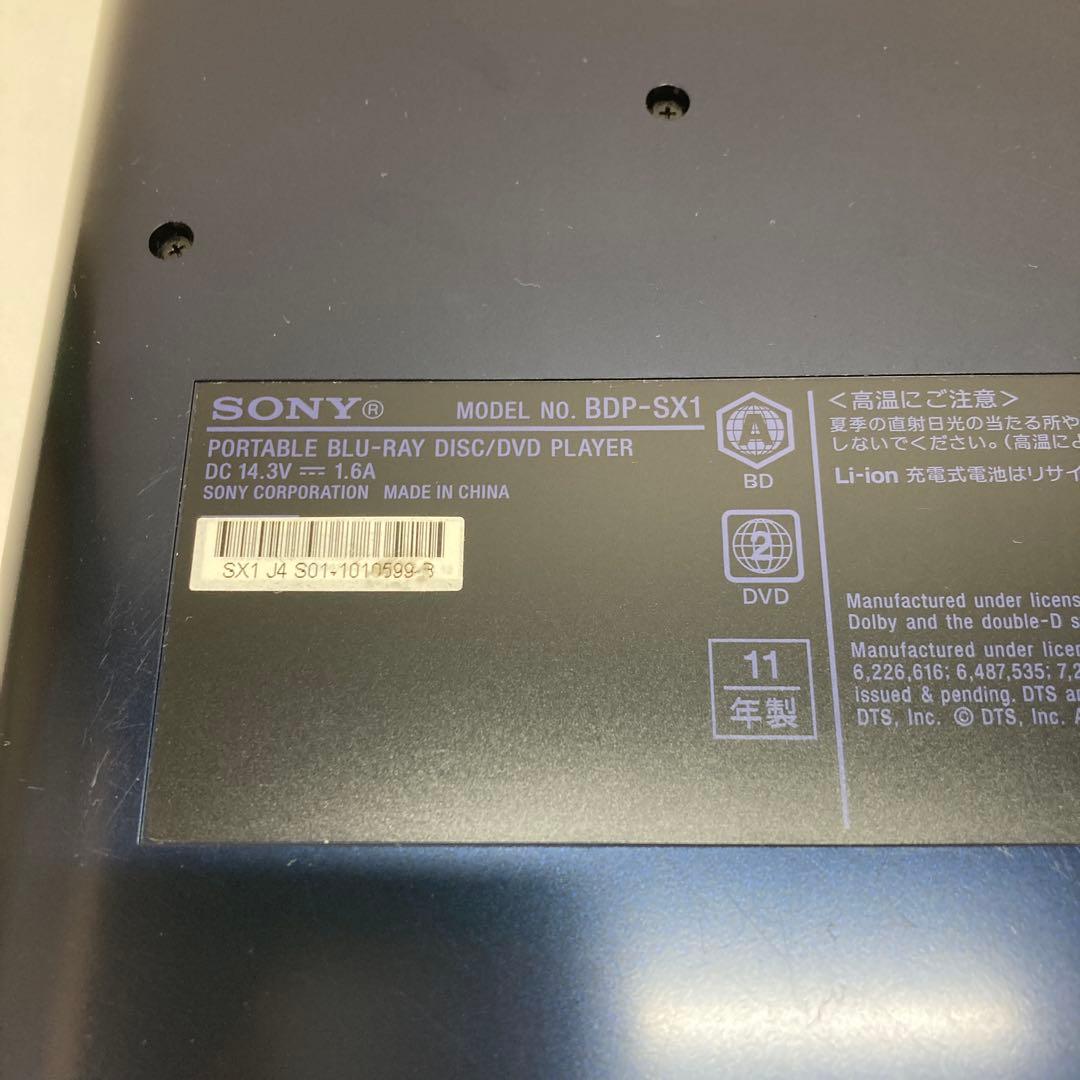 SONY® MODEL NO. BDP-SX1
PORTABLE BLU-RAY DISC/DVD PLAYER
DC 14.3V ⎓ 1.6A
SONY CORPORATION MADE IN CHINA
SX1 J4 S01-1010599-
A
BD
2
DVD
11
年製
<高温にご注意>
夏季の直射日光の当たる所や
しないでください。(高温によ
Li-ion 充電式電池はリサイ
Manufactured under licens
Dolby and the double-D s
Manufactured under licen
6,226,616; 6,487,535; 7,2
issued & pending. DTS an
DTS, Inc. © DTS, Inc. A